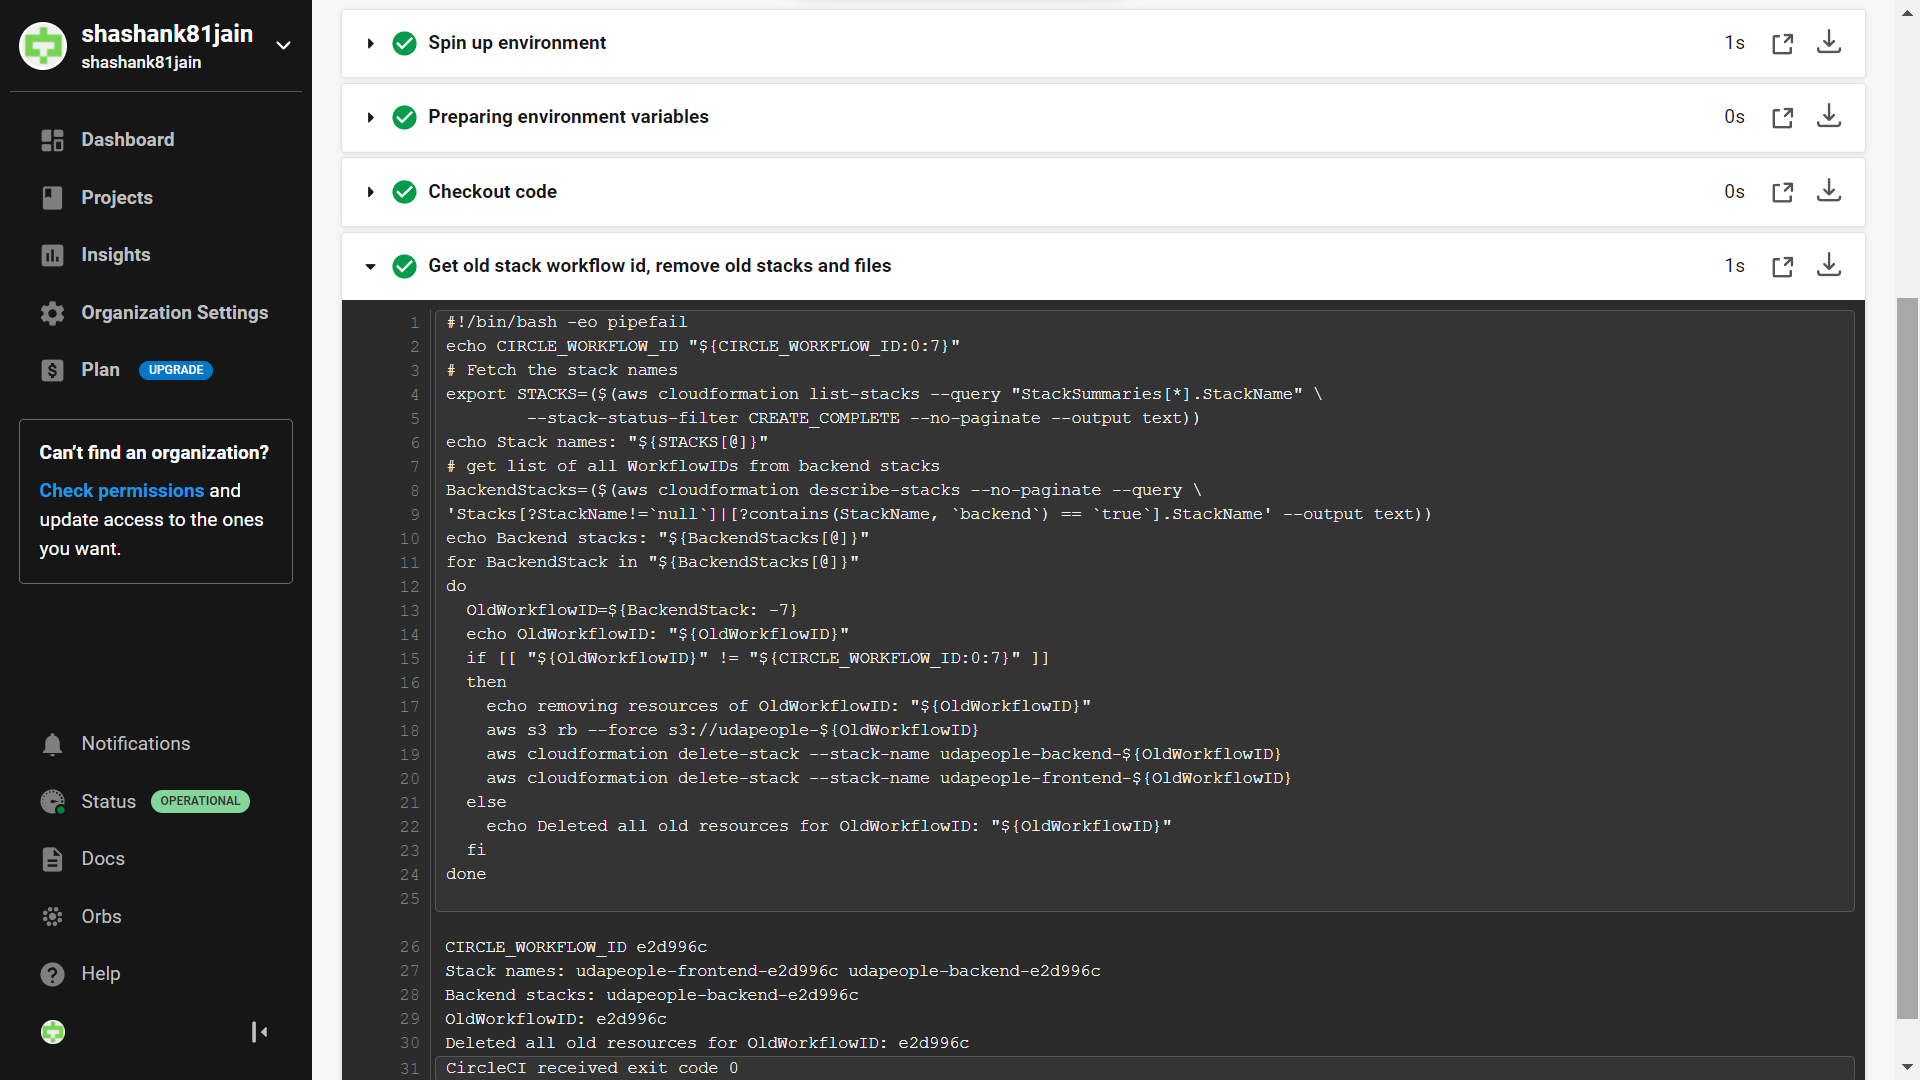 shashank81jain
shashank81jain
Dashboard
Projects
Insights
Organization Settings
Plan UPGRADE
Can't find an organization?
Check permissions and
update access to the ones
you want.
Notifications
Status OPERATIONAL
Docs
Orbs
Help
Spin up environment 1s
Preparing environment variables 0s
Checkout code 0s
Get old stack workflow id, remove old stacks and files 1s
1 #!/bin/bash -eo pipefail
2 echo CIRCLE_WORKFLOW_ID "${CIRCLE_WORKFLOW_ID:0:7}"
3 # Fetch the stack names
4 export STACKS=($(aws cloudformation list-stacks --query "StackSummaries[*].StackName" \
5         --stack-status-filter CREATE_COMPLETE --no-paginate --output text))
6 echo Stack names: "${STACKS[@]}"
7 # get list of all WorkflowIDs from backend stacks
8 BackendStacks=($(aws cloudformation describe-stacks --no-paginate --query \
9 'Stacks[?StackName!=`null`]|[?contains(StackName, `backend`) == `true`].StackName' --output text))
10 echo Backend stacks: "${BackendStacks[@]}"
11 for BackendStack in "${BackendStacks[@]}"
12 do
13   OldWorkflowID=${BackendStack: -7}
14   echo OldWorkflowID: "${OldWorkflowID}"
15   if [[ "${OldWorkflowID}" != "${CIRCLE_WORKFLOW_ID:0:7}" ]]
16   then
17     echo removing resources of OldWorkflowID: "${OldWorkflowID}"
18     aws s3 rb --force s3://udapeople-${OldWorkflowID}
19     aws cloudformation delete-stack --stack-name udapeople-backend-${OldWorkflowID}
20     aws cloudformation delete-stack --stack-name udapeople-frontend-${OldWorkflowID}
21   else
22     echo Deleted all old resources for OldWorkflowID: "${OldWorkflowID}"
23   fi
24 done
25
26 CIRCLE_WORKFLOW_ID e2d996c
27 Stack names: udapeople-frontend-e2d996c udapeople-backend-e2d996c
28 Backend stacks: udapeople-backend-e2d996c
29 OldWorkflowID: e2d996c
30 Deleted all old resources for OldWorkflowID: e2d996c
31 CircleCI received exit code 0